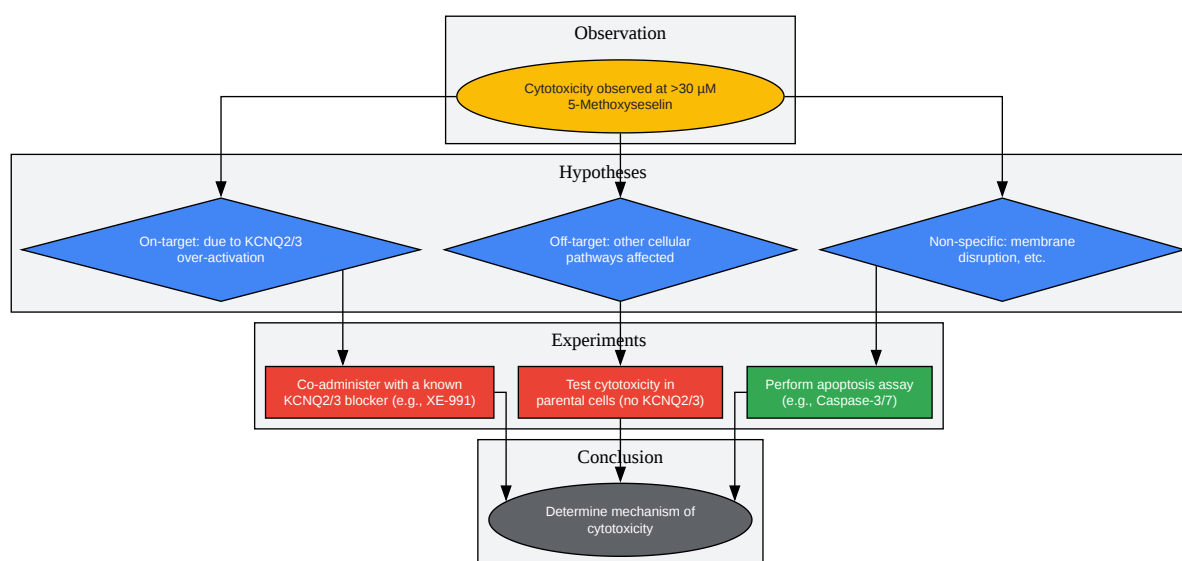 Observation
Cytotoxicity observed at >30 µM
5-Methoxyseselin
Hypotheses
On-target: due to KCNQ2/3
over-activation
Off-target: other cellular
pathways affected
Non-specific: membrane
disruption, etc.
Experiments
Co-administer with a known
KCNQ2/3 blocker (e.g., XE-991)
Test cytotoxicity in
parental cells (no KCNQ2/3)
Perform apoptosis assay
(e.g., Caspase-3/7)
Conclusion
Determine mechanism of
cytotoxicity